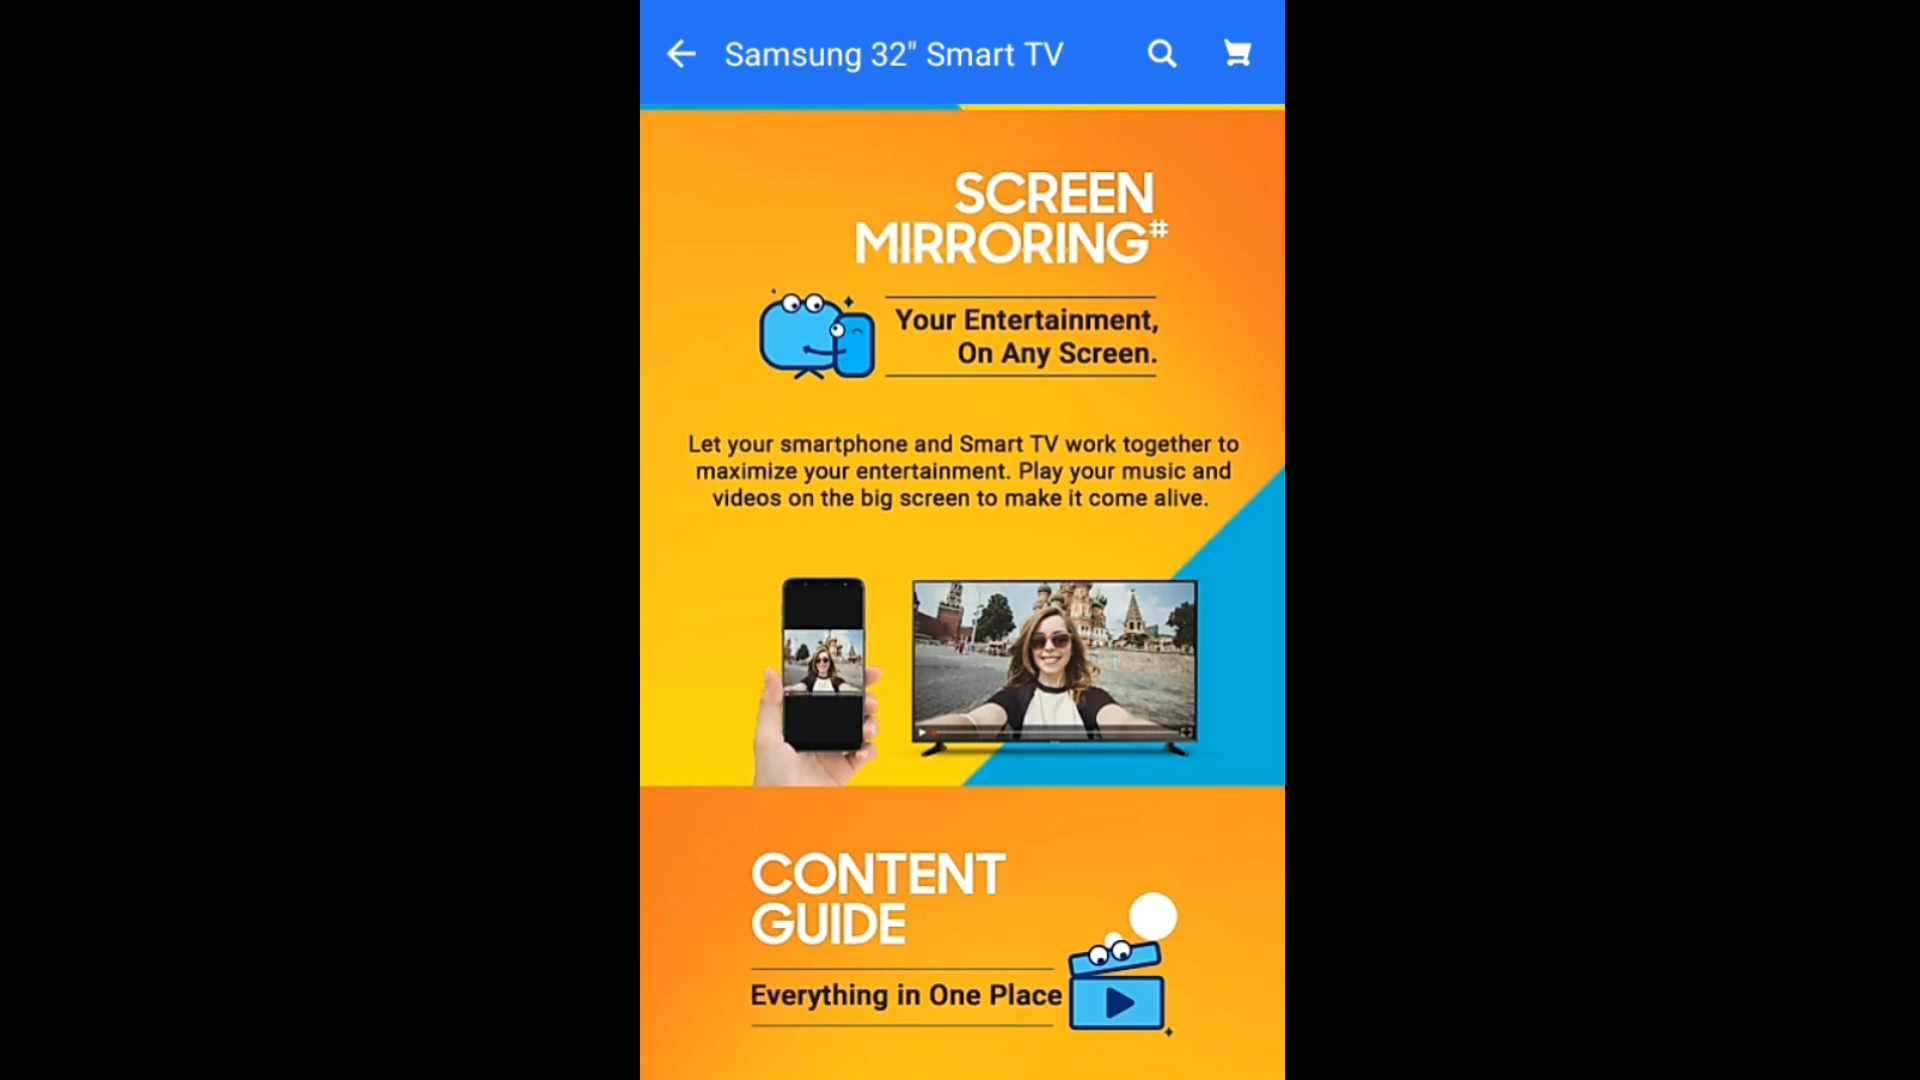 Samsung 32" Smart TV
SCREEN
MIRRORING#
Your Entertainment,
On Any Screen.
Let your smartphone and Smart TV work together to
maximize your entertainment. Play your music and
videos on the big screen to make it come alive.
CONTENT
GUIDE
Everything in One Place